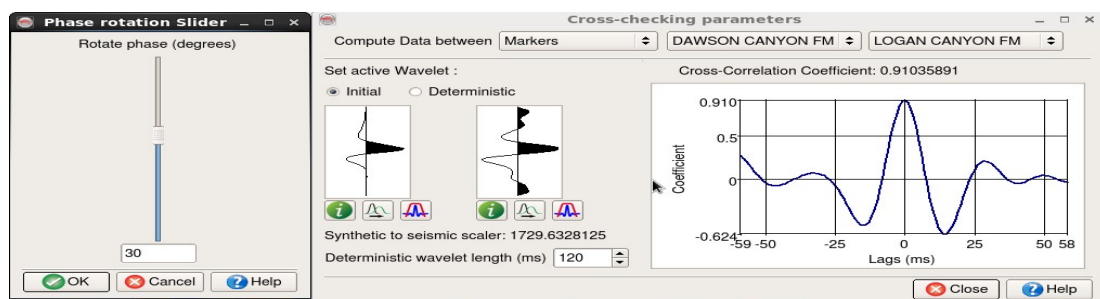 Phase rotation Slider
Rotate phase (degrees)
30
OK Cancel Help
Cross-checking parameters
Compute Data between Markers DAWSON CANYON FM LOGAN CANYON FM
Set active Wavelet :
Initial Deterministic
Synthetic to seismic scaler: 1729.6328125
Deterministic wavelet length (ms) 120
Cross-Correlation Coefficient: 0.91035891
0.910
0.5
0
-0.624
Coefficient
-59 -50 -25 0 25 50 58
Lags (ms)
Close Help